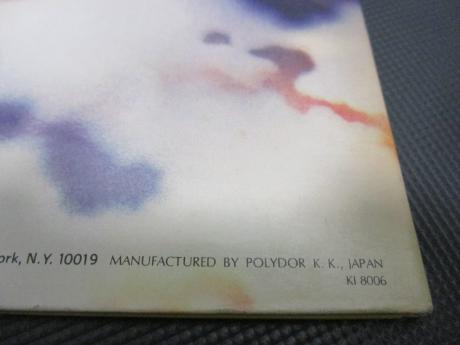 ork, N.Y. 10019 MANUFACTURED BY POLYDOR K. K., JAPAN
KI 8006